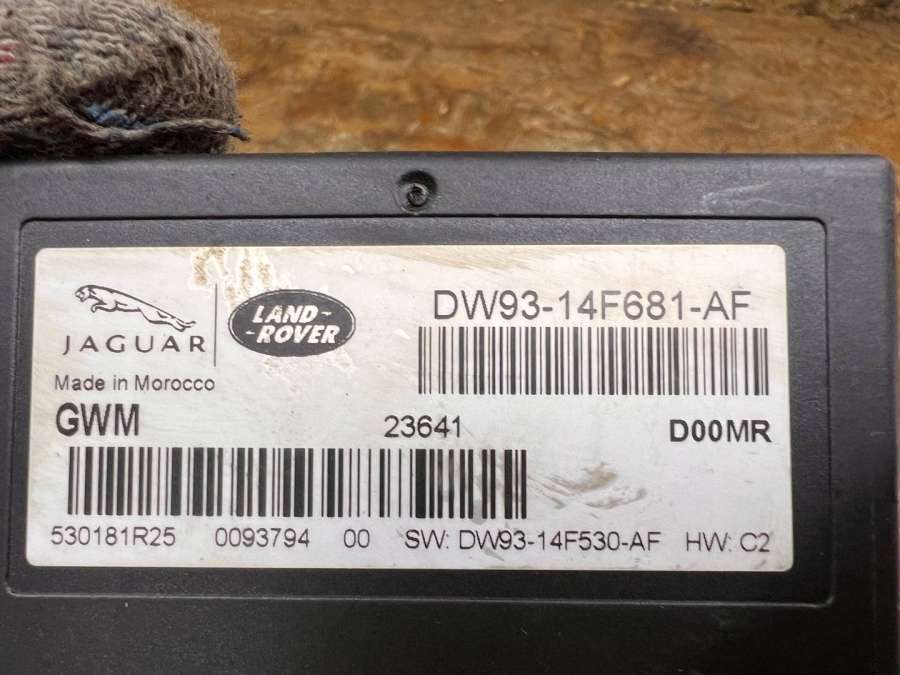 DW93-14F681-AF
JAGUAR
LAND-
-ROVER
Made in Morocco
GWM 23641 D00MR
530181R25 0093794 00 SW: DW93-14F530-AF HW: C2